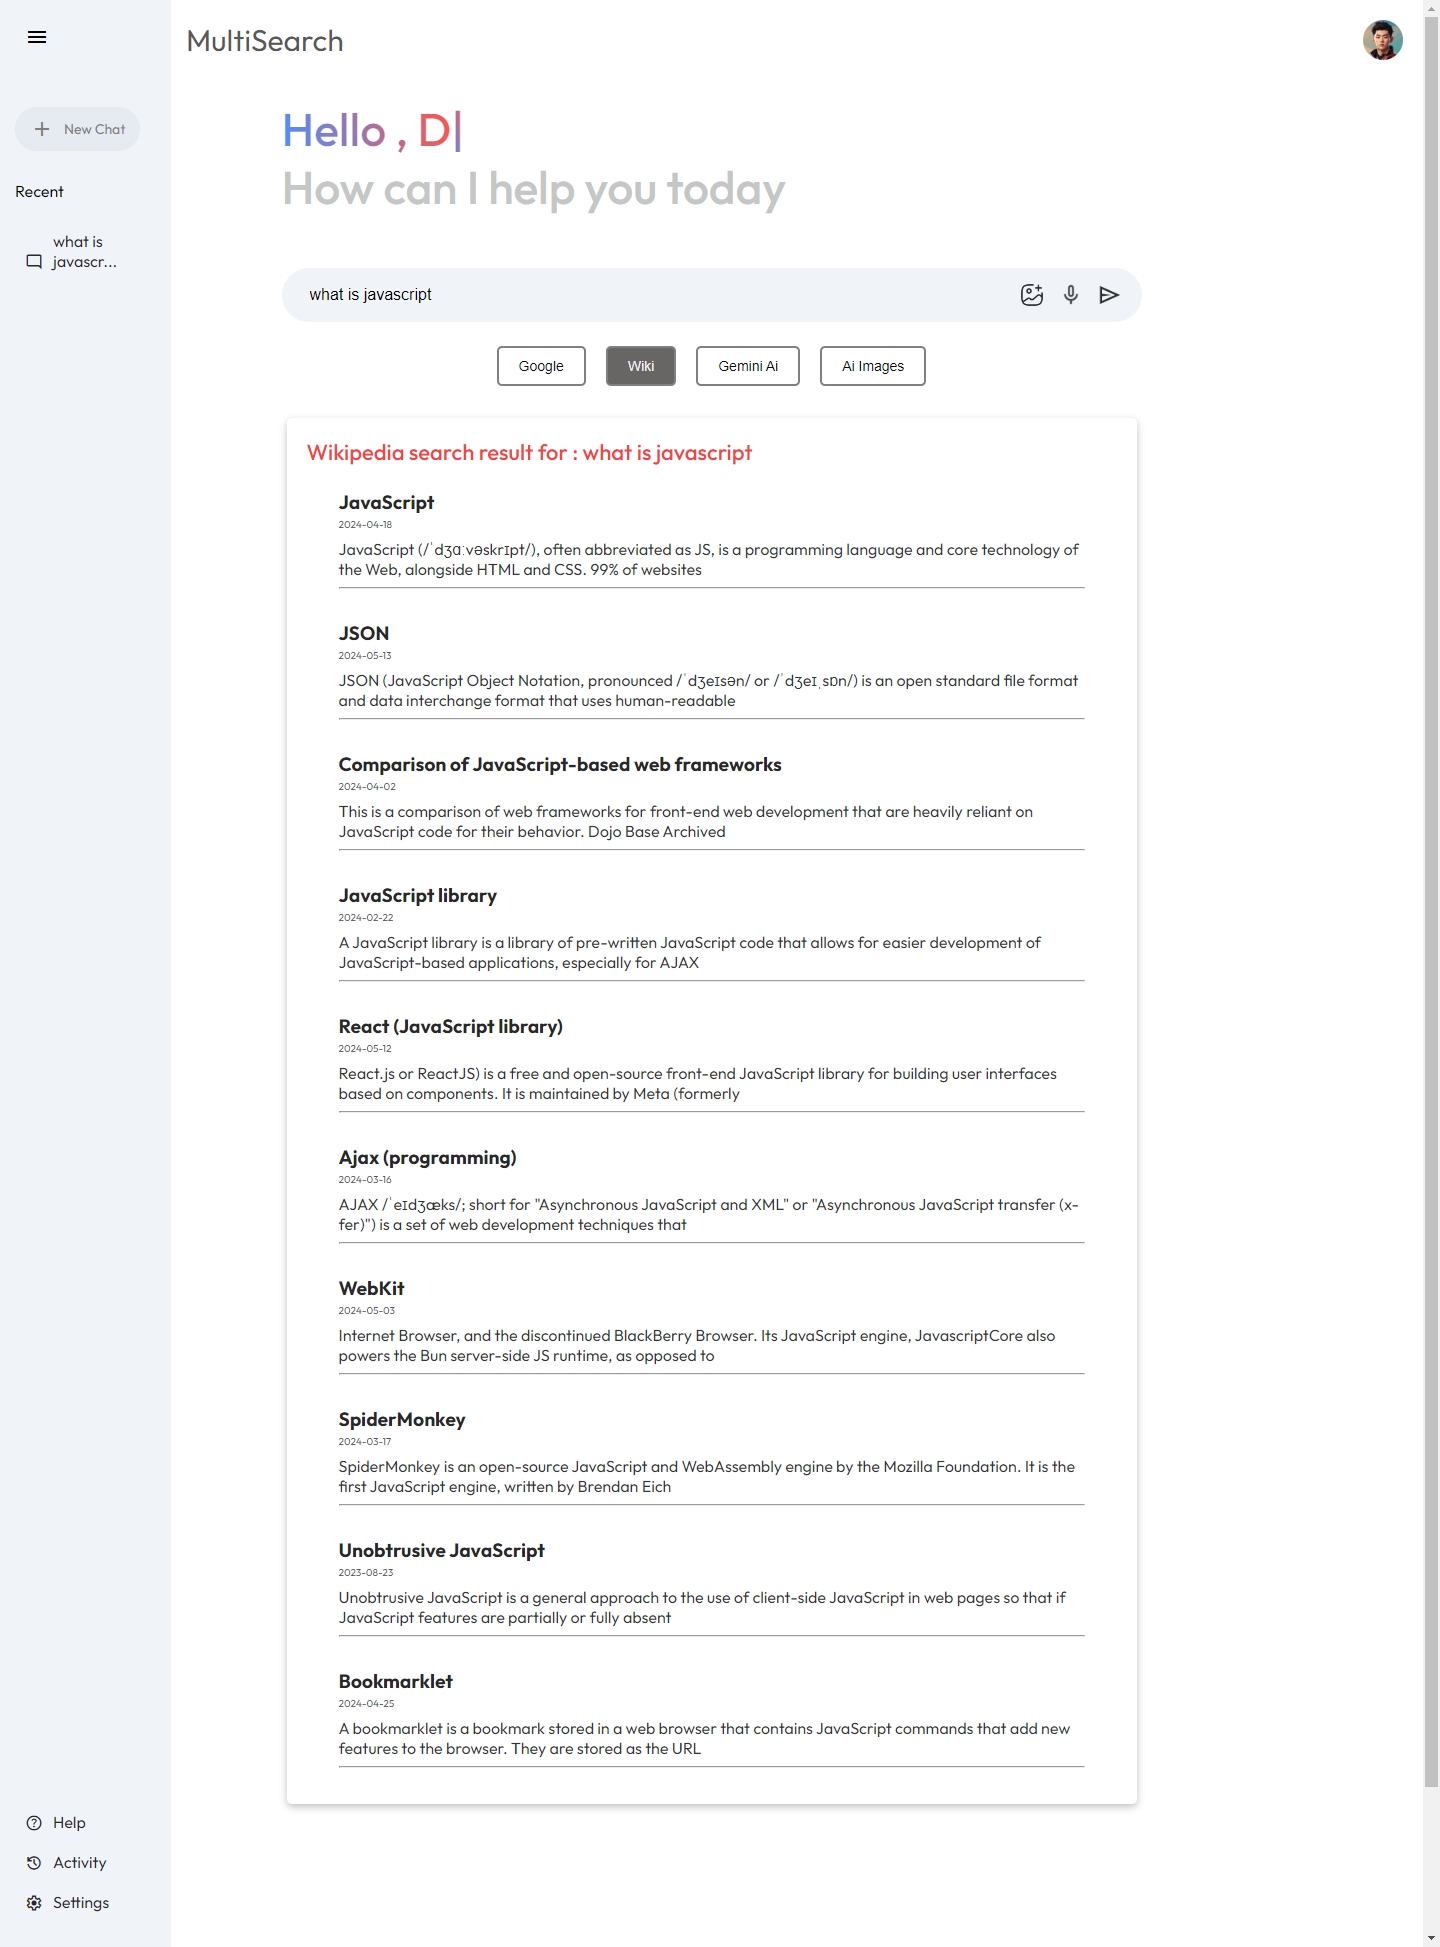 MultiSearch
New Chat
Recent
what is
javascr...
Hello , D|
How can I help you today
what is javascript
Google
Wiki
Gemini Ai
Ai Images
Wikipedia search result for : what is javascript
JavaScript
2024-04-18
JavaScript (/ˈdʒɑːvəskrɪpt/), often abbreviated as JS, is a programming language and core technology of
the Web, alongside HTML and CSS. 99% of websites
JSON
2024-05-13
JSON (JavaScript Object Notation, pronounced /ˈdʒeɪsən/ or /ˈdʒeɪˌsɒn/) is an open standard file format
and data interchange format that uses human-readable
Comparison of JavaScript-based web frameworks
2024-04-02
This is a comparison of web frameworks for front-end web development that are heavily reliant on
JavaScript code for their behavior. Dojo Base Archived
JavaScript library
2024-02-22
A JavaScript library is a library of pre-written JavaScript code that allows for easier development of
JavaScript-based applications, especially for AJAX
React (JavaScript library)
2024-05-12
React.js or ReactJS) is a free and open-source front-end JavaScript library for building user interfaces
based on components. It is maintained by Meta (formerly
Ajax (programming)
2024-03-16
AJAX /ˈeɪdʒæks/; short for "Asynchronous JavaScript and XML" or "Asynchronous JavaScript transfer (x-
fer)") is a set of web development techniques that
WebKit
2024-05-03
Internet Browser, and the discontinued BlackBerry Browser. Its JavaScript engine, JavascriptCore also
powers the Bun server-side JS runtime, as opposed to
SpiderMonkey
2024-03-17
SpiderMonkey is an open-source JavaScript and WebAssembly engine by the Mozilla Foundation. It is the
first JavaScript engine, written by Brendan Eich
Unobtrusive JavaScript
2023-08-23
Unobtrusive JavaScript is a general approach to the use of client-side JavaScript in web pages so that if
JavaScript features are partially or fully absent
Bookmarklet
2024-04-25
A bookmarklet is a bookmark stored in a web browser that contains JavaScript commands that add new
features to the browser. They are stored as the URL
Help
Activity
Settings